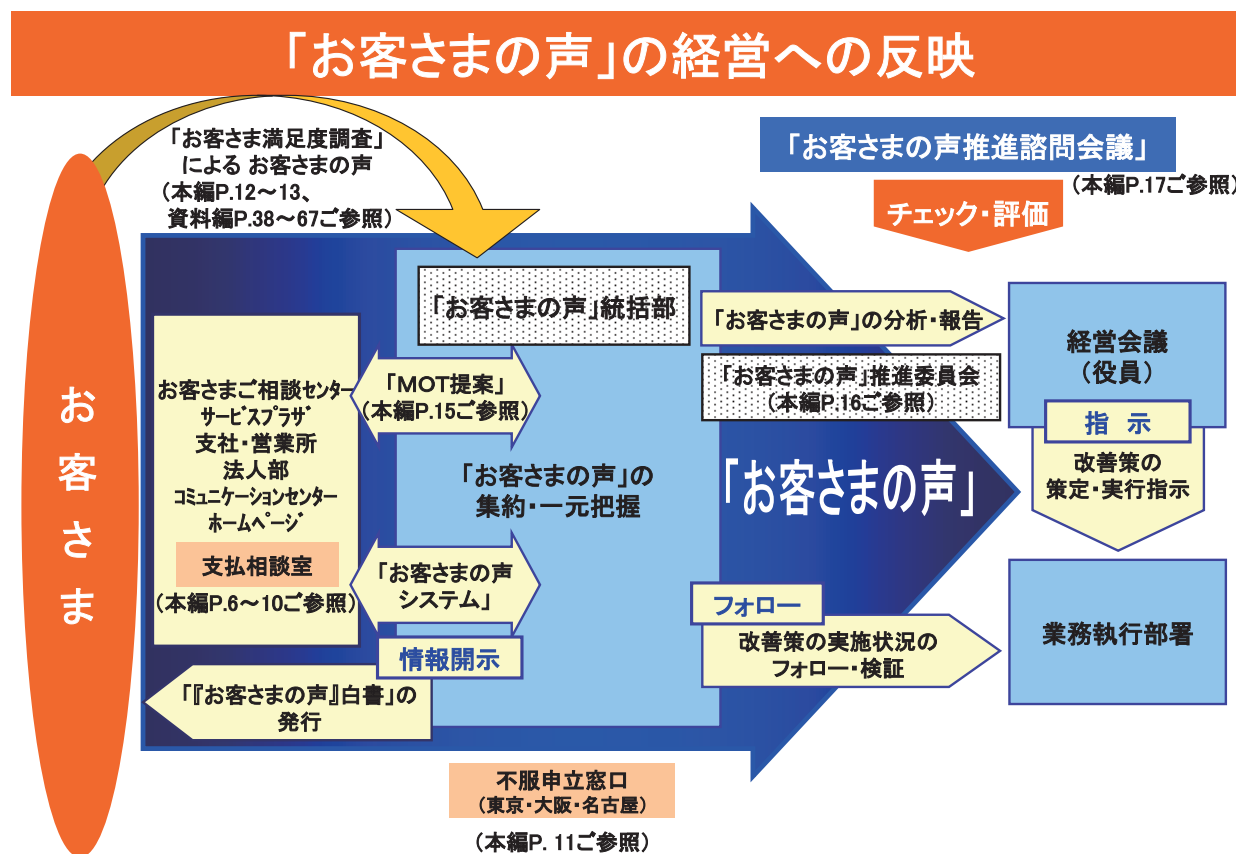 「お客さまの声」の経営への反映
「お客さま満足度調査」
による お客さまの声
(本編P.12～13、
資料編P.38～67ご参照)
「お客さまの声推進諮問会議」
(本編P.17ご参照)
チェック・評価
お客さま
「お客さまの声」統括部
お客さまご相談センター
サービスプラザ
支社・営業所
法人部
コミュニケーションセンター
ホームページ
支払相談室
(本編P.6～10ご参照)
「MOT提案」
(本編P.15ご参照)
「お客さまの声」の
集約・一元把握
「お客さまの声
システム」
情報開示
「『お客さまの声』白書」の
発行
「お客さまの声」の分析・報告
「お客さまの声」推進委員会
(本編P.16ご参照)
「お客さまの声」
フォロー
改善策の実施状況の
フォロー・検証
経営会議
(役員)
指 示
改善策の
策定・実行指示
業務執行部署
不服申立窓口
(東京・大阪・名古屋)
(本編P. 11ご参照)